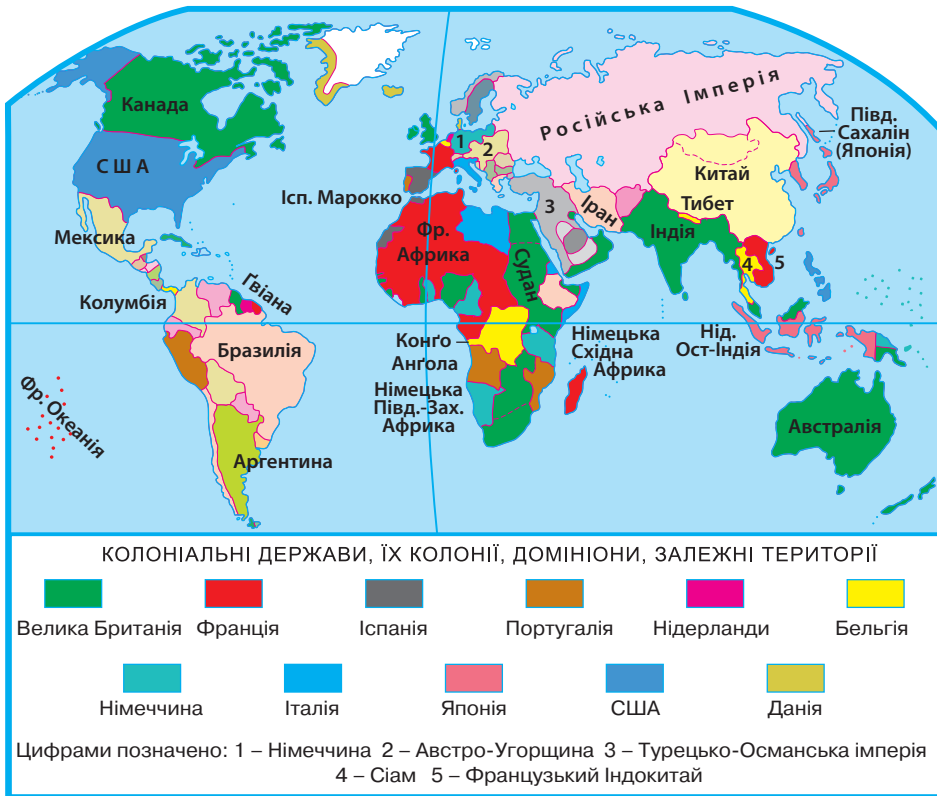 Канада
США
Мексика
Колумбія
Ґвіана
Бразилія
Аргентина
Фр. Океанія
Російська Імперія
Півд.
Сахалін
(Японія)
Китай
Тибет
Індія
Іран
1
2
3
4
5
Ісп. Марокко
Фр.
Африка
Судан
Конґо
Анґола
Німецька
Півд.-Зах.
Африка
Німецька
Східна
Африка
Нід.
Ост-Індія
Австралія
КОЛОНІАЛЬНІ ДЕРЖАВИ, ЇХ КОЛОНІЇ, ДОМІНІОНИ, ЗАЛЕЖНІ ТЕРИТОРІЇ
Велика Британія Франція Іспанія Португалія Нідерланди Бельгія
Німеччина Італія Японія США Данія
Цифрами позначено: 1 – Німеччина 2 – Австро-Угорщина 3 – Турецько-Османська імперія
4 – Сіам 5 – Французький Індокитай